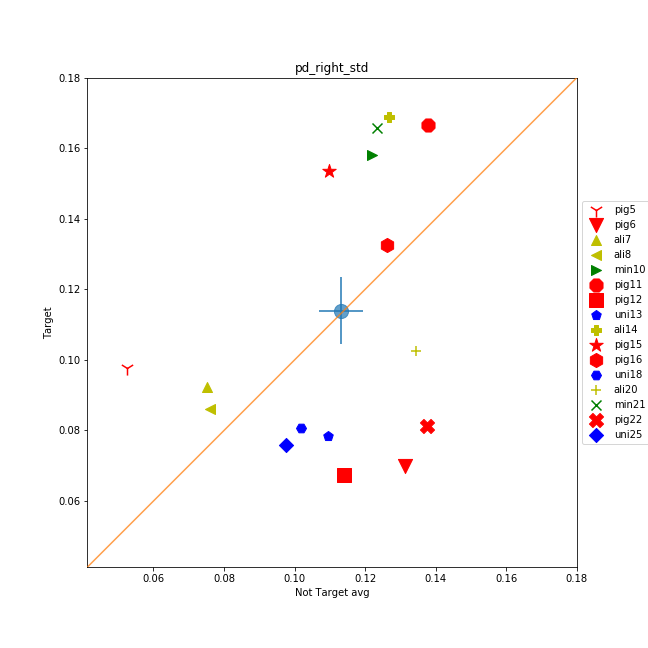 pd_right_std
0.18
0.16
0.14
0.12
0.10
0.08
0.06
Target
0.06 0.08 0.10 0.12 0.14 0.16 0.18
Not Target avg
pig5
pig6
ali7
ali8
min10
pig11
pig12
uni13
ali14
pig15
pig16
uni18
ali20
min21
pig22
uni25